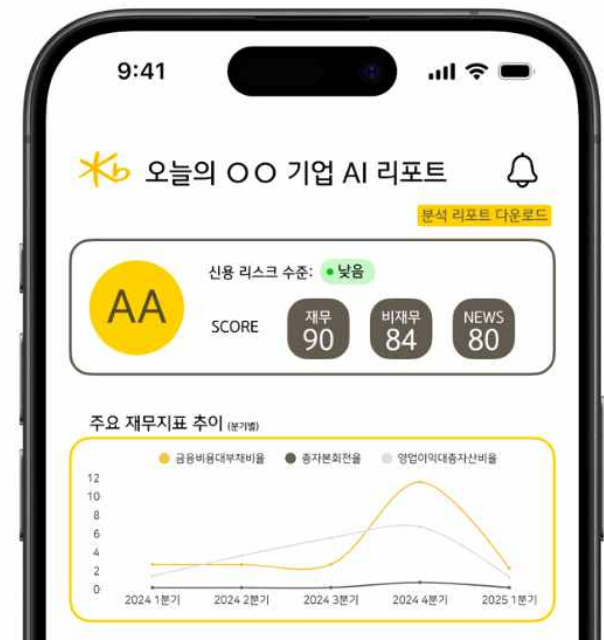 9:41
Kb 오늘의 ○○ 기업 AI 리포트
분석 리포트 다운로드
신용 리스크 수준: 낮음
AA
SCORE
재무 90
비재무 84
NEWS 80
주요 재무지표 추이 (분기별)
금융비용대부채비율 총자본회전율 영업이익대총자산비율
12
10
8
6
4
2
0
2024 1분기 2024 2분기 2024 3분기 2024 4분기 2025 1분기